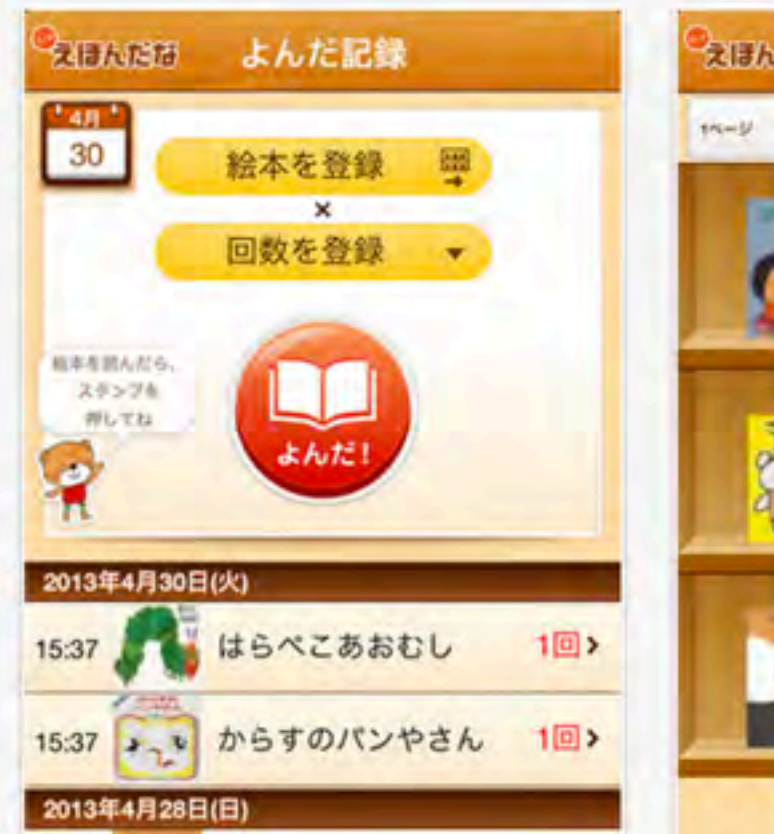 えほんだな
よんだ記録
4月
30
絵本を登録
×
回数を登録
絵本を読んだら、
スタンプを
押してね
よんだ!
2013年4月30日(火)
15:37 はらぺこあおむし 1回
15:37 からすのパンやさん 1回
2013年4月28日(日)
えほん
1ページ